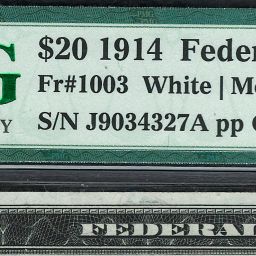 G $20 1914 Feder
Fr#1003 White | M
Y S/N J9034327A pp
FEDERAL